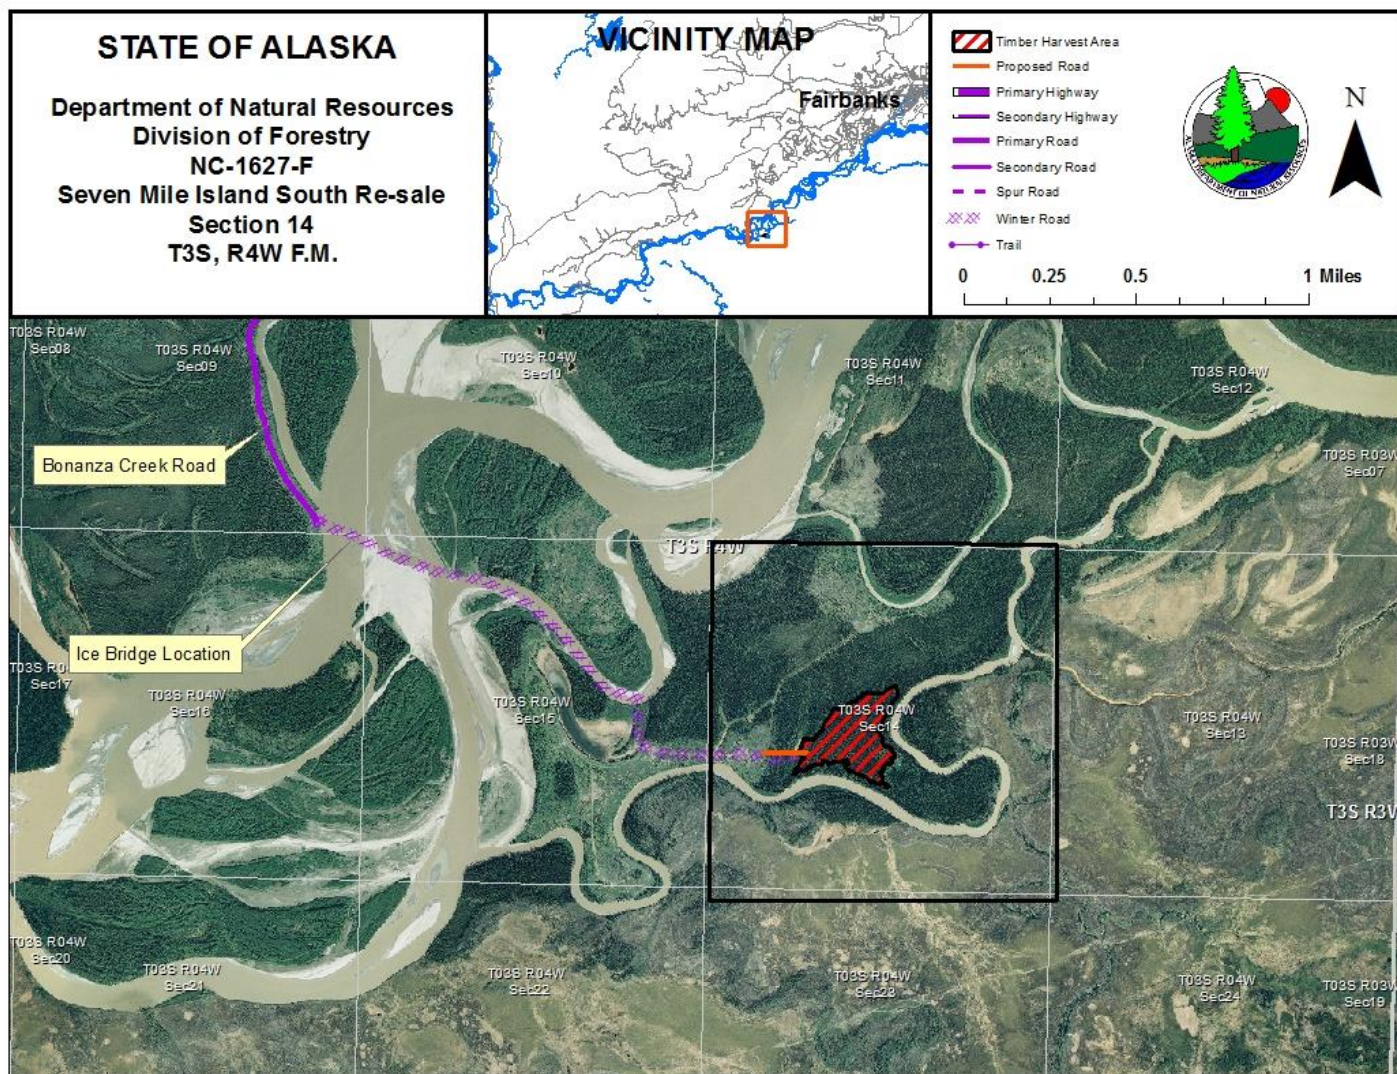 STATE OF ALASKA
Department of Natural Resources
Division of Forestry
NC-1627-F
Seven Mile Island South Re-sale
Section 14
T3S, R4W F.M.
VICINITY MAP
Fairbanks
Timber Harvest Area
Proposed Road
Primary Highway
Secondary Highway
Primary Road
Secondary Road
Spur Road
Winter Road
Trail
N
0 0.25 0.5 1 Miles
T03S R04W
Sec08
T03S R04W
Sec09
T03S R04W
Sec10
T03S R04W
Sec11
T03S R04W
Sec12
Bonanza Creek Road
T03S R03W
Sec07
T3S R4W
Ice Bridge Location
T03S R0
Sec17
T03S R04W
Sec16
T03S R04W
Sec15
T03S R04W
Sec14
T03S R04W
Sec13
T03S R03W
Sec18
T3S R3W
T03S R04W
Sec20
T03S R04W
Sec21
T03S R04W
Sec22
T03S R04W
Sec23
T03S R04W
Sec24
T03S R03W
Sec19